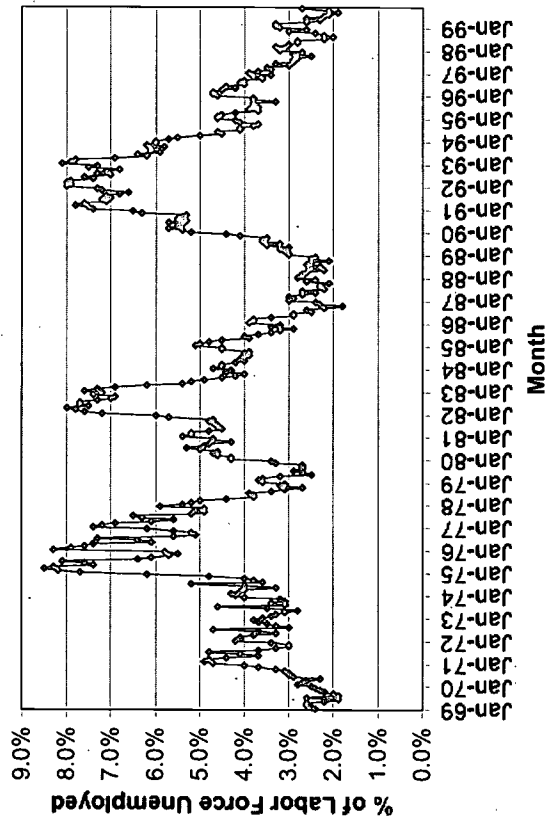 % of Labor Force Unemployed
9.0%
8.0%
7.0%
6.0%
5.0%
4.0%
3.0%
2.0%
1.0%
0.0%
Jan-69
Jan-70
Jan-71
Jan-72
Jan-73
Jan-74
Jan-75
Jan-76
Jan-77
Jan-78
Jan-79
Jan-80
Jan-81
Jan-82
Jan-83
Jan-84
Jan-85
Jan-86
Jan-87
Jan-88
Jan-89
Jan-90
Jan-91
Jan-92
Jan-93
Jan-94
Jan-95
Jan-96
Jan-97
Jan-98
Jan-99
Month